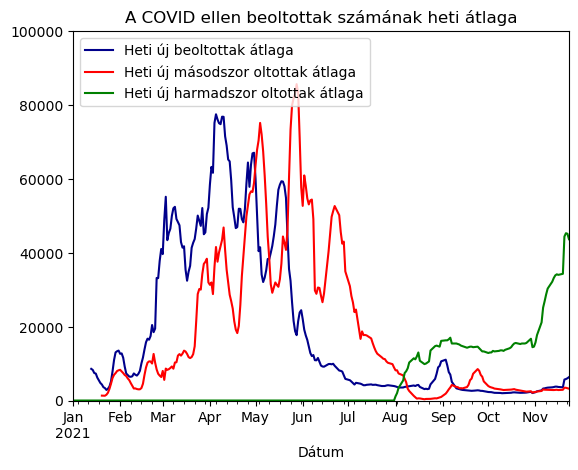 A COVID ellen beoltottak számának heti átlaga
100000
80000
60000
40000
20000
0
Heti új beoltottak átlaga
Heti új másodszor oltottak átlaga
Heti új harmadszor oltottak átlaga
Jan Feb Mar Apr May Jun Jul Aug Sep Oct Nov
2021
Dátum